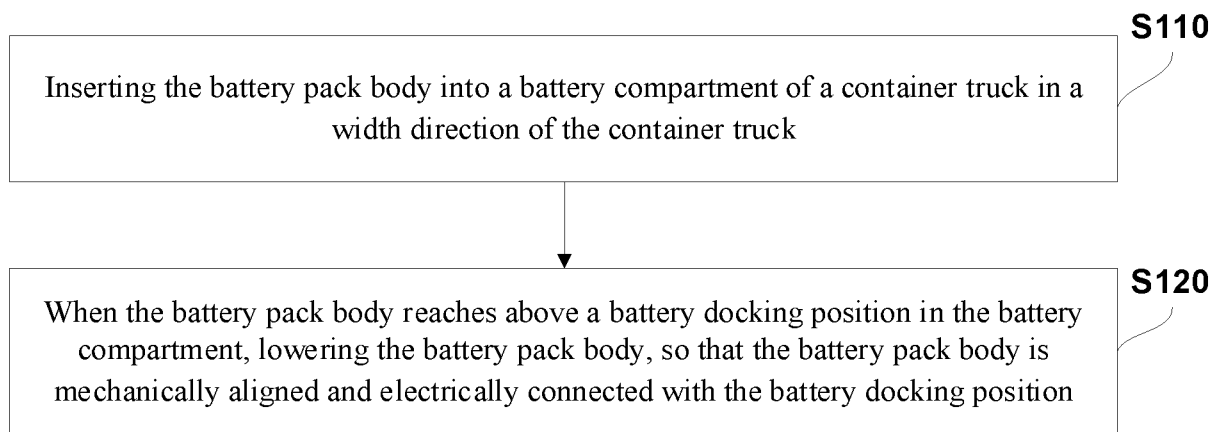 S110
Inserting the battery pack body into a battery compartment of a container truck in a
width direction of the container truck
S120
When the battery pack body reaches above a battery docking position in the battery
compartment, lowering the battery pack body, so that the battery pack body is
mechanically aligned and electrically connected with the battery docking position